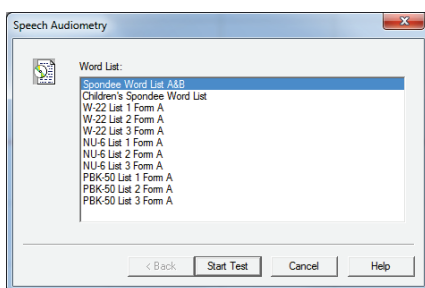 Speech Audiometry
Word List:
Spondee Word List A&B
Children's Spondee Word List
W-22 List 1 Form A
W-22 List 2 Form A
W-22 List 3 Form A
NU-6 List 1 Form A
NU-6 List 2 Form A
NU-6 List 3 Form A
PBK-50 List 1 Form A
PBK-50 List 2 Form A
PBK-50 List 3 Form A
< Back Start Test Cancel Help